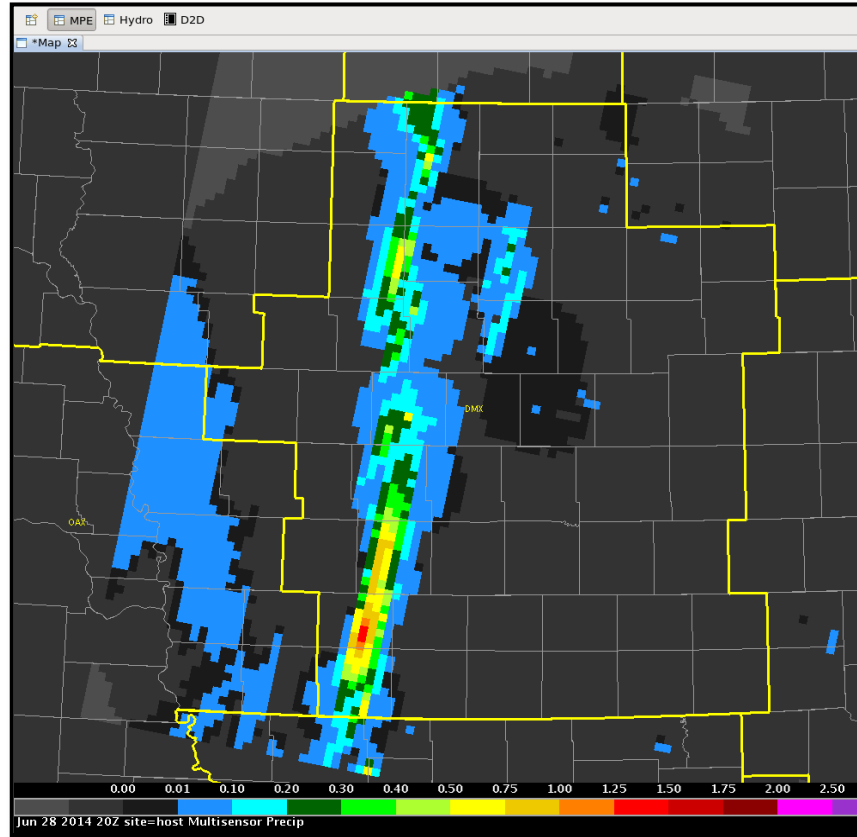 MPE Hydro D2D
*Map
DMX
OAX
0.00 0.01 0.10 0.20 0.30 0.40 0.50 0.75 1.00 1.25 1.50 1.75 2.00 2.50
Jun 28 2014 20Z site=host Multisensor Precip